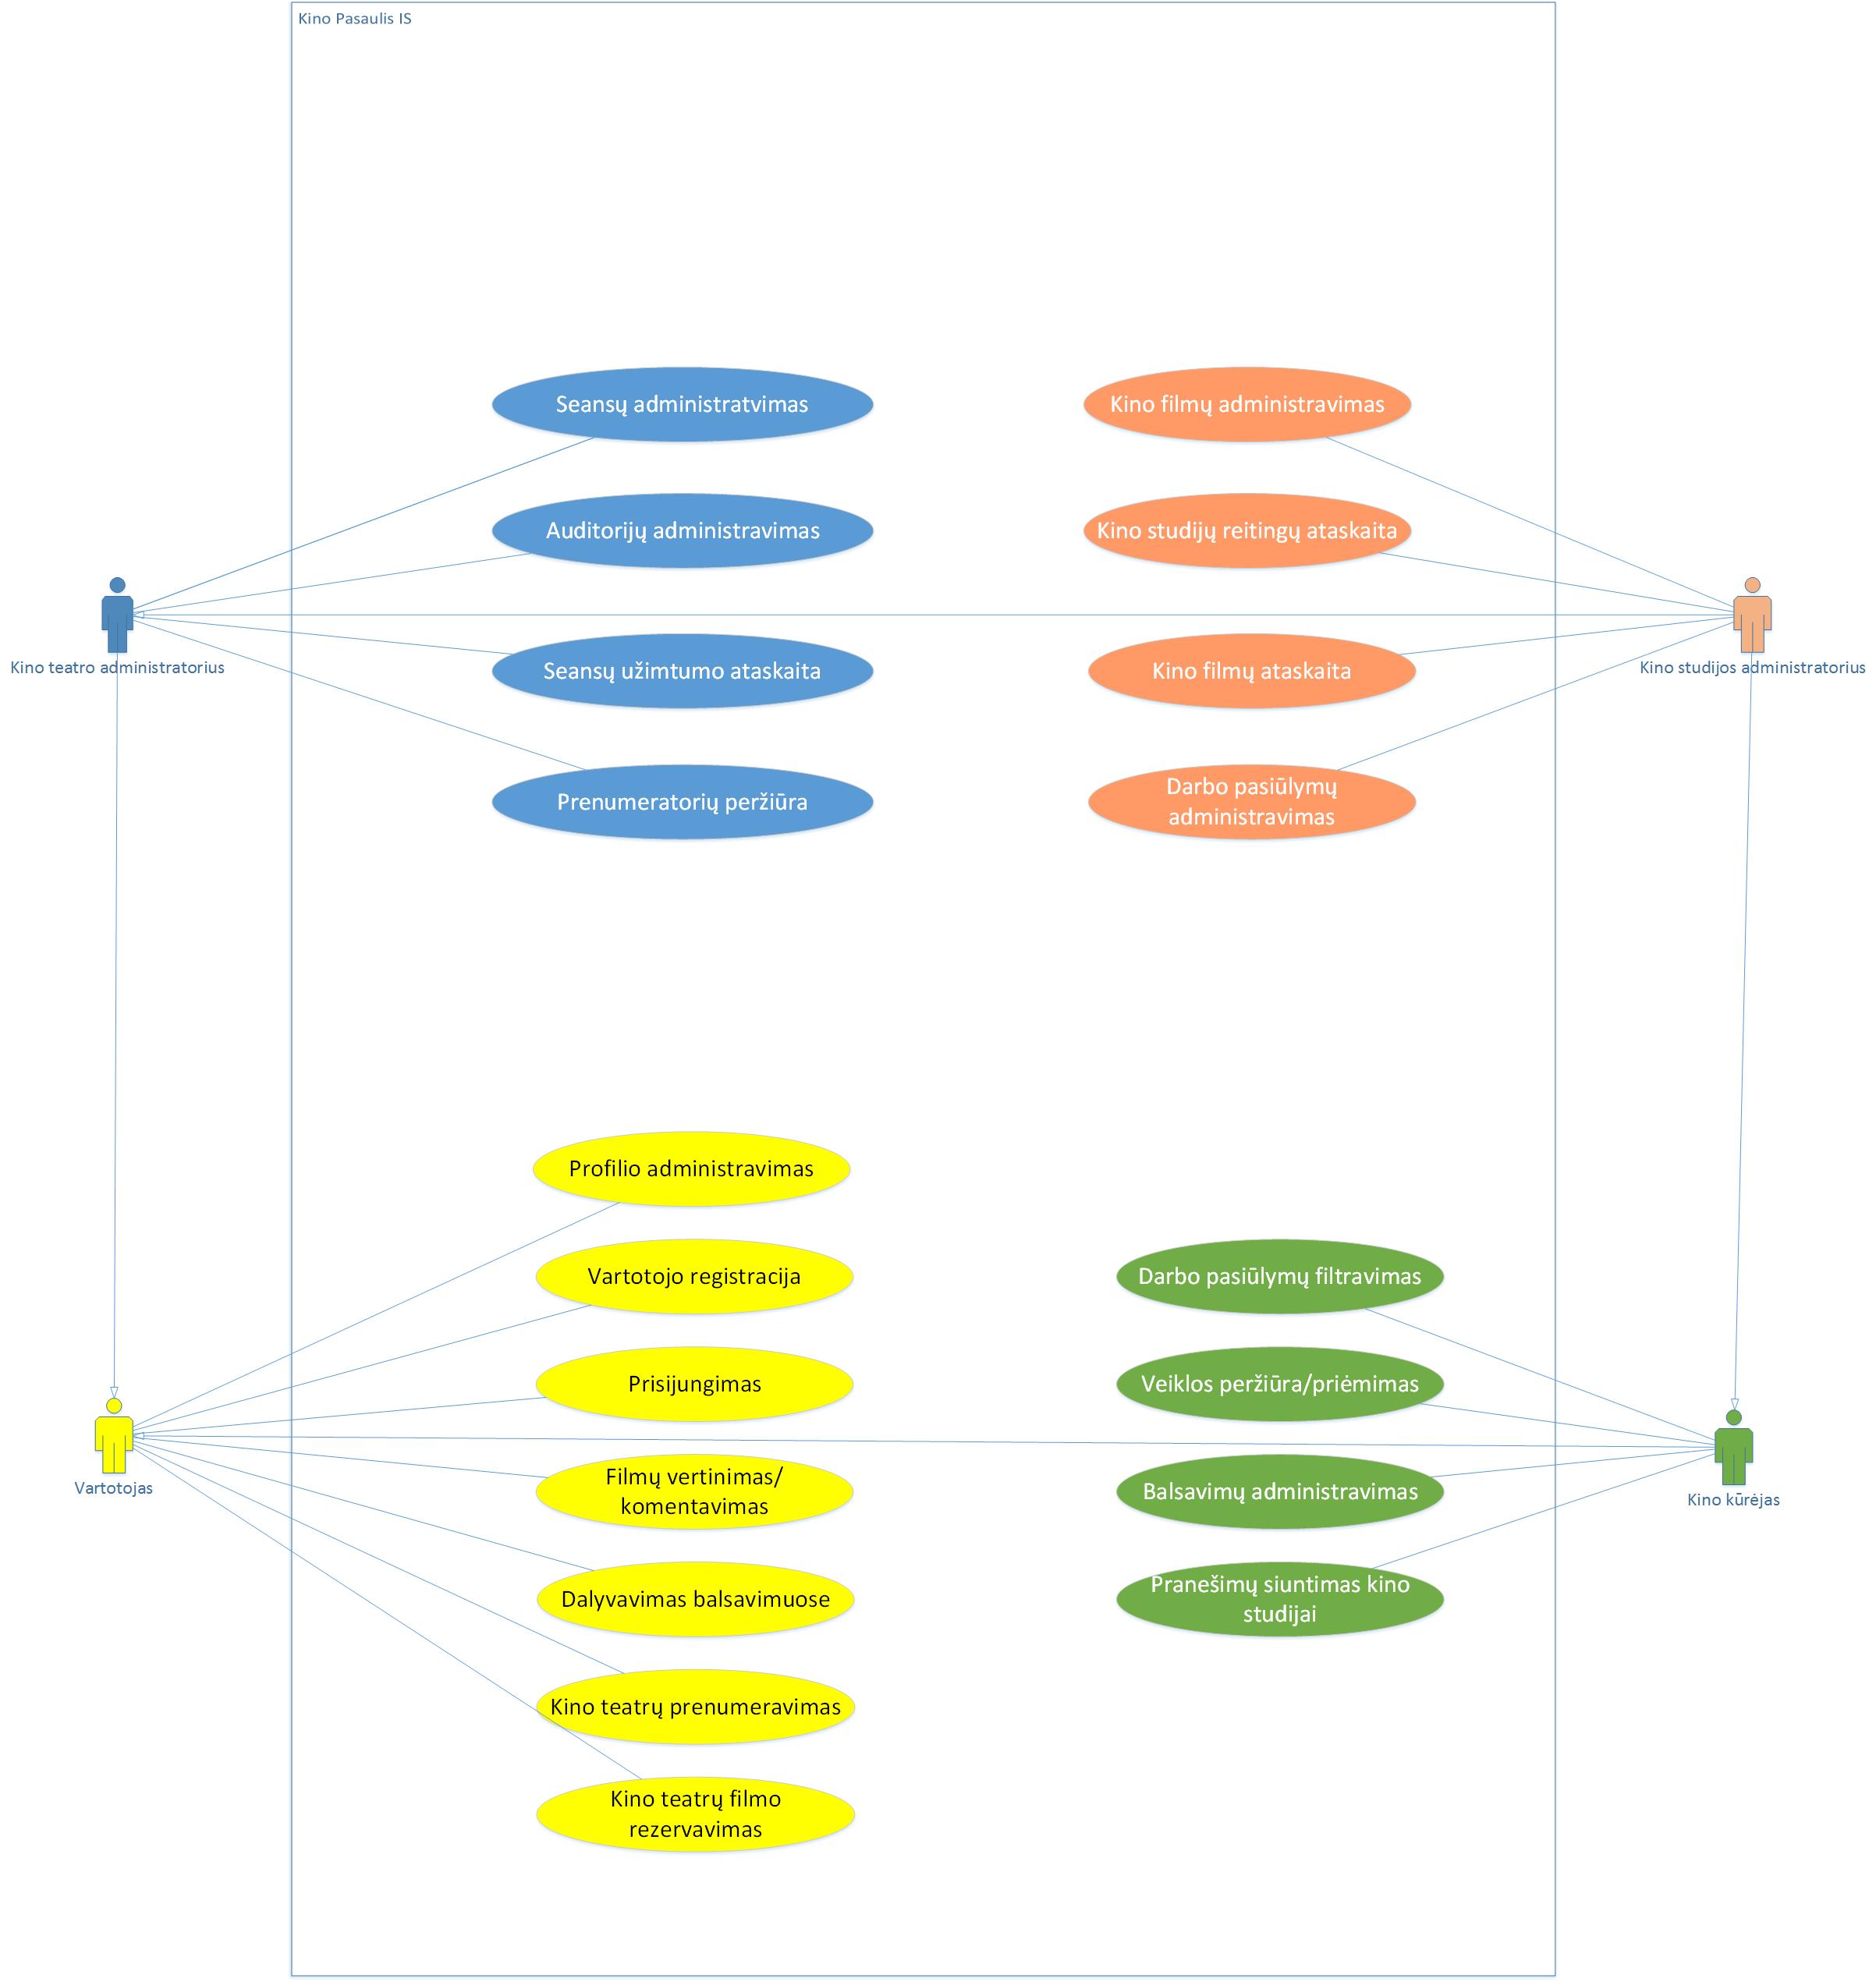 Kino Pasaulis IS
Seansų administratvimas
Kino filmų administravimas
Auditorijų administravimas
Kino studijų reitingų ataskaita
Kino teatro administratorius
Kino studijos administratorius
Seansų užimtumo ataskaita
Kino filmų ataskaita
Prenumeratorių peržiūra
Darbo pasiūlymų
administravimas
Profilio administravimas
Vartotojo registracija
Darbo pasiūlymų filtravimas
Prisijungimas
Veiklos peržiūra/priėmimas
Vartotojas
Filmų vertinimas/
komentavimas
Balsavimų administravimas
Kino kūrėjas
Dalyvavimas balsavimuose
Pranešimų siuntimas kino
studijai
Kino teatrų prenumeravimas
Kino teatrų filmo
rezervavimas